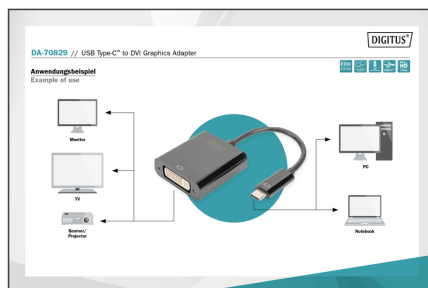 DIGITUS®
DA-70829 // USB Type-C™ to DVI Graphics Adapter
Anwendungsbeispiel
Example of use
Monitor
TV
Beamer/
Projector
PC
Notebook